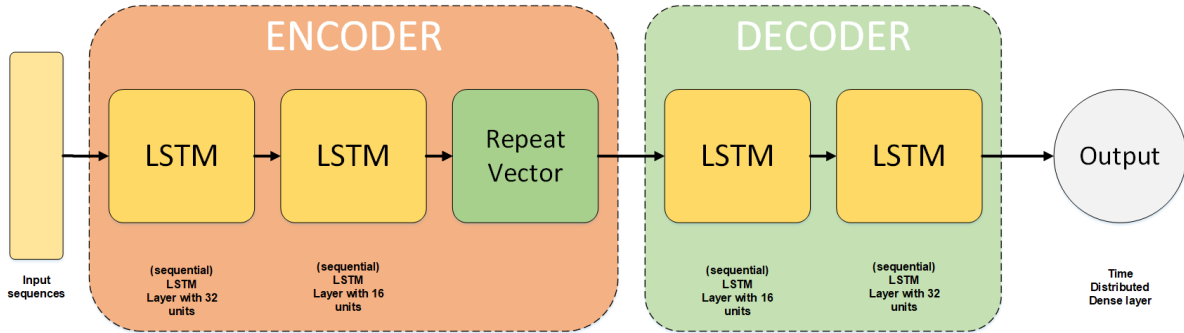 ENCODER
DECODER
LSTM
LSTM
Repeat
Vector
LSTM
LSTM
Output
Input
sequences
(sequential)
LSTM
Layer with 32
units
(sequential)
LSTM
Layer with 16
units
(sequential)
LSTM
Layer with 16
units
(sequential)
LSTM
Layer with 32
units
Time
Distributed
Dense layer